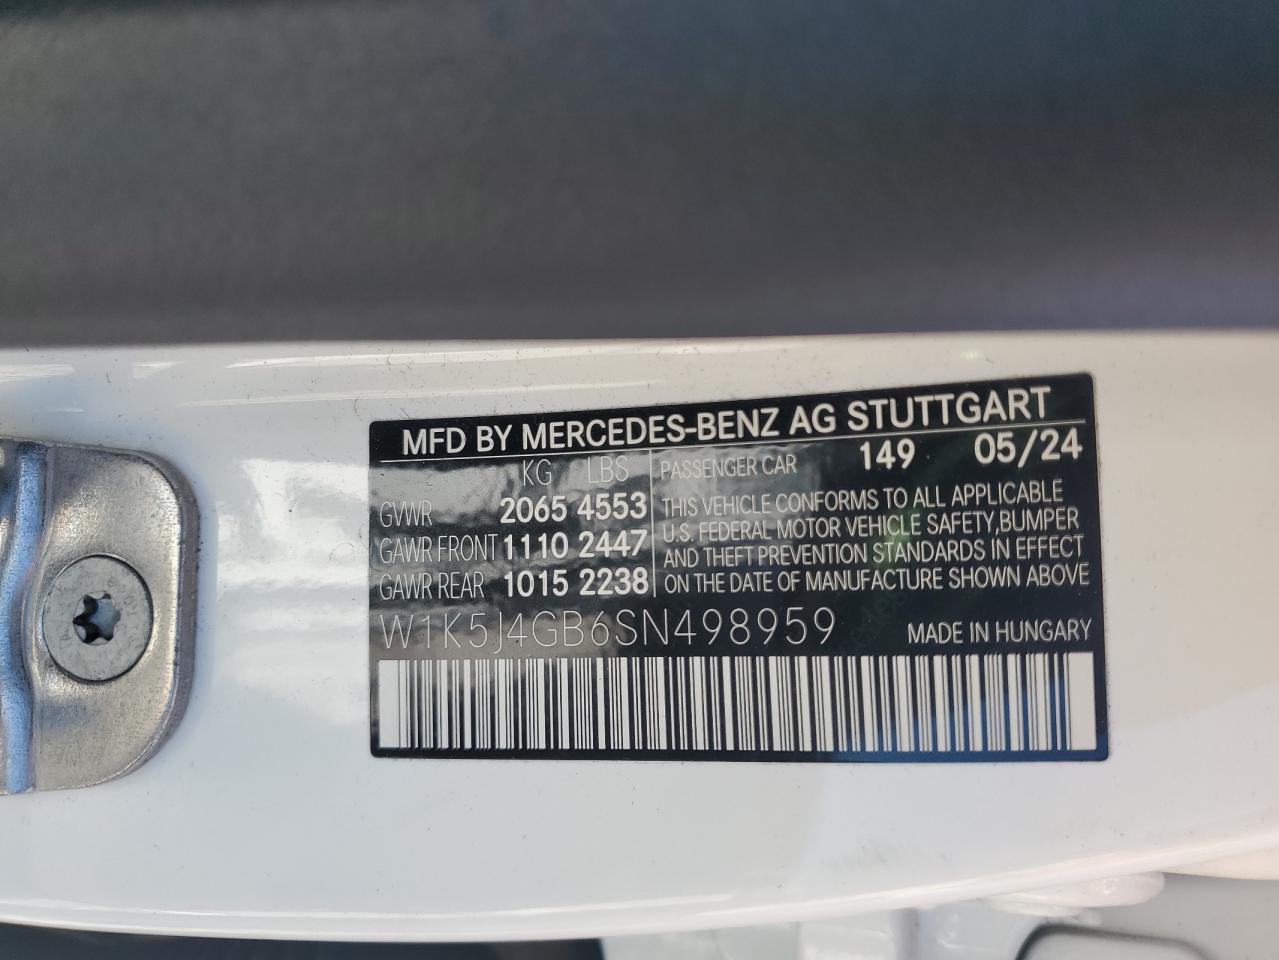 MFD BY MERCEDES-BENZ AG STUTTGART
KG LBS PASSENGER CAR 149 05/24
GVWR 2065 4553
GAWR FRONT 1110 2447
GAWR REAR 1015 2238
THIS VEHICLE CONFORMS TO ALL APPLICABLE
U.S. FEDERAL MOTOR VEHICLE SAFETY,BUMPER
AND THEFT PREVENTION STANDARDS IN EFFECT
ON THE DATE OF MANUFACTURE SHOWN ABOVE
W1K5J4GB6SN498959 MADE IN HUNGARY